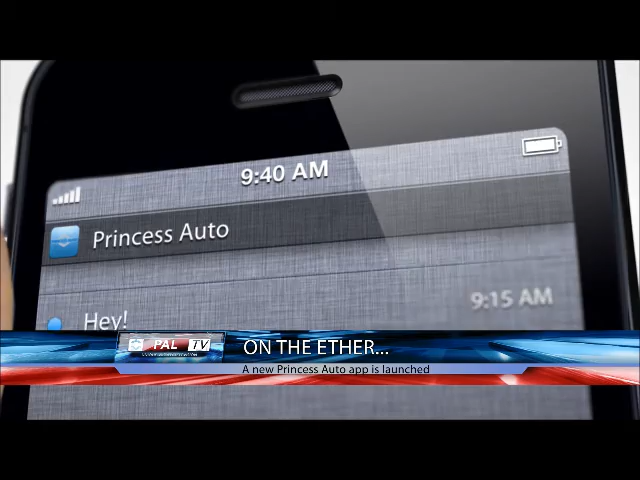 9:40 AM
Princess Auto
9:15 AM
Hey!
PAL TV
ON THE ETHER...
A new Princess Auto app is launched